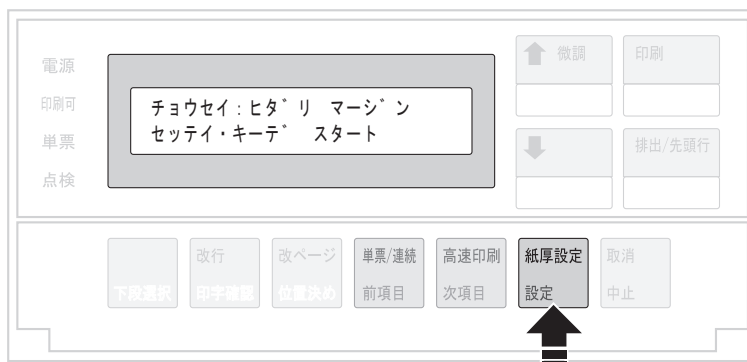 電源
印刷可
単票
点検
チョウセイ:ヒダリ マージン
セッテイ・キーデ スタート
微調
印刷
排出/先頭行
下段選択
改行
印字確認
改ページ
位置決め
単票/連続
前項目
高速印刷
次項目
紙厚設定
設定
取消
中止